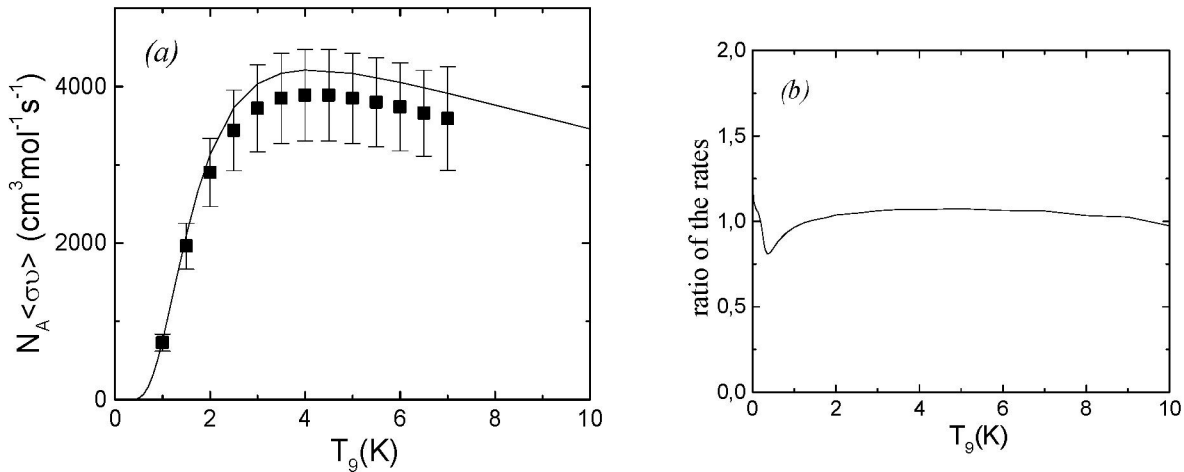 (a)
4000
2000
0
N_A<συ> (cm³mol⁻¹s⁻¹)
0 2 4 6 8 10
T₉(K)
(b)
2,0
1,5
1,0
0,5
0,0
ratio of the rates
0 2 4 6 8 10
T₉(K)